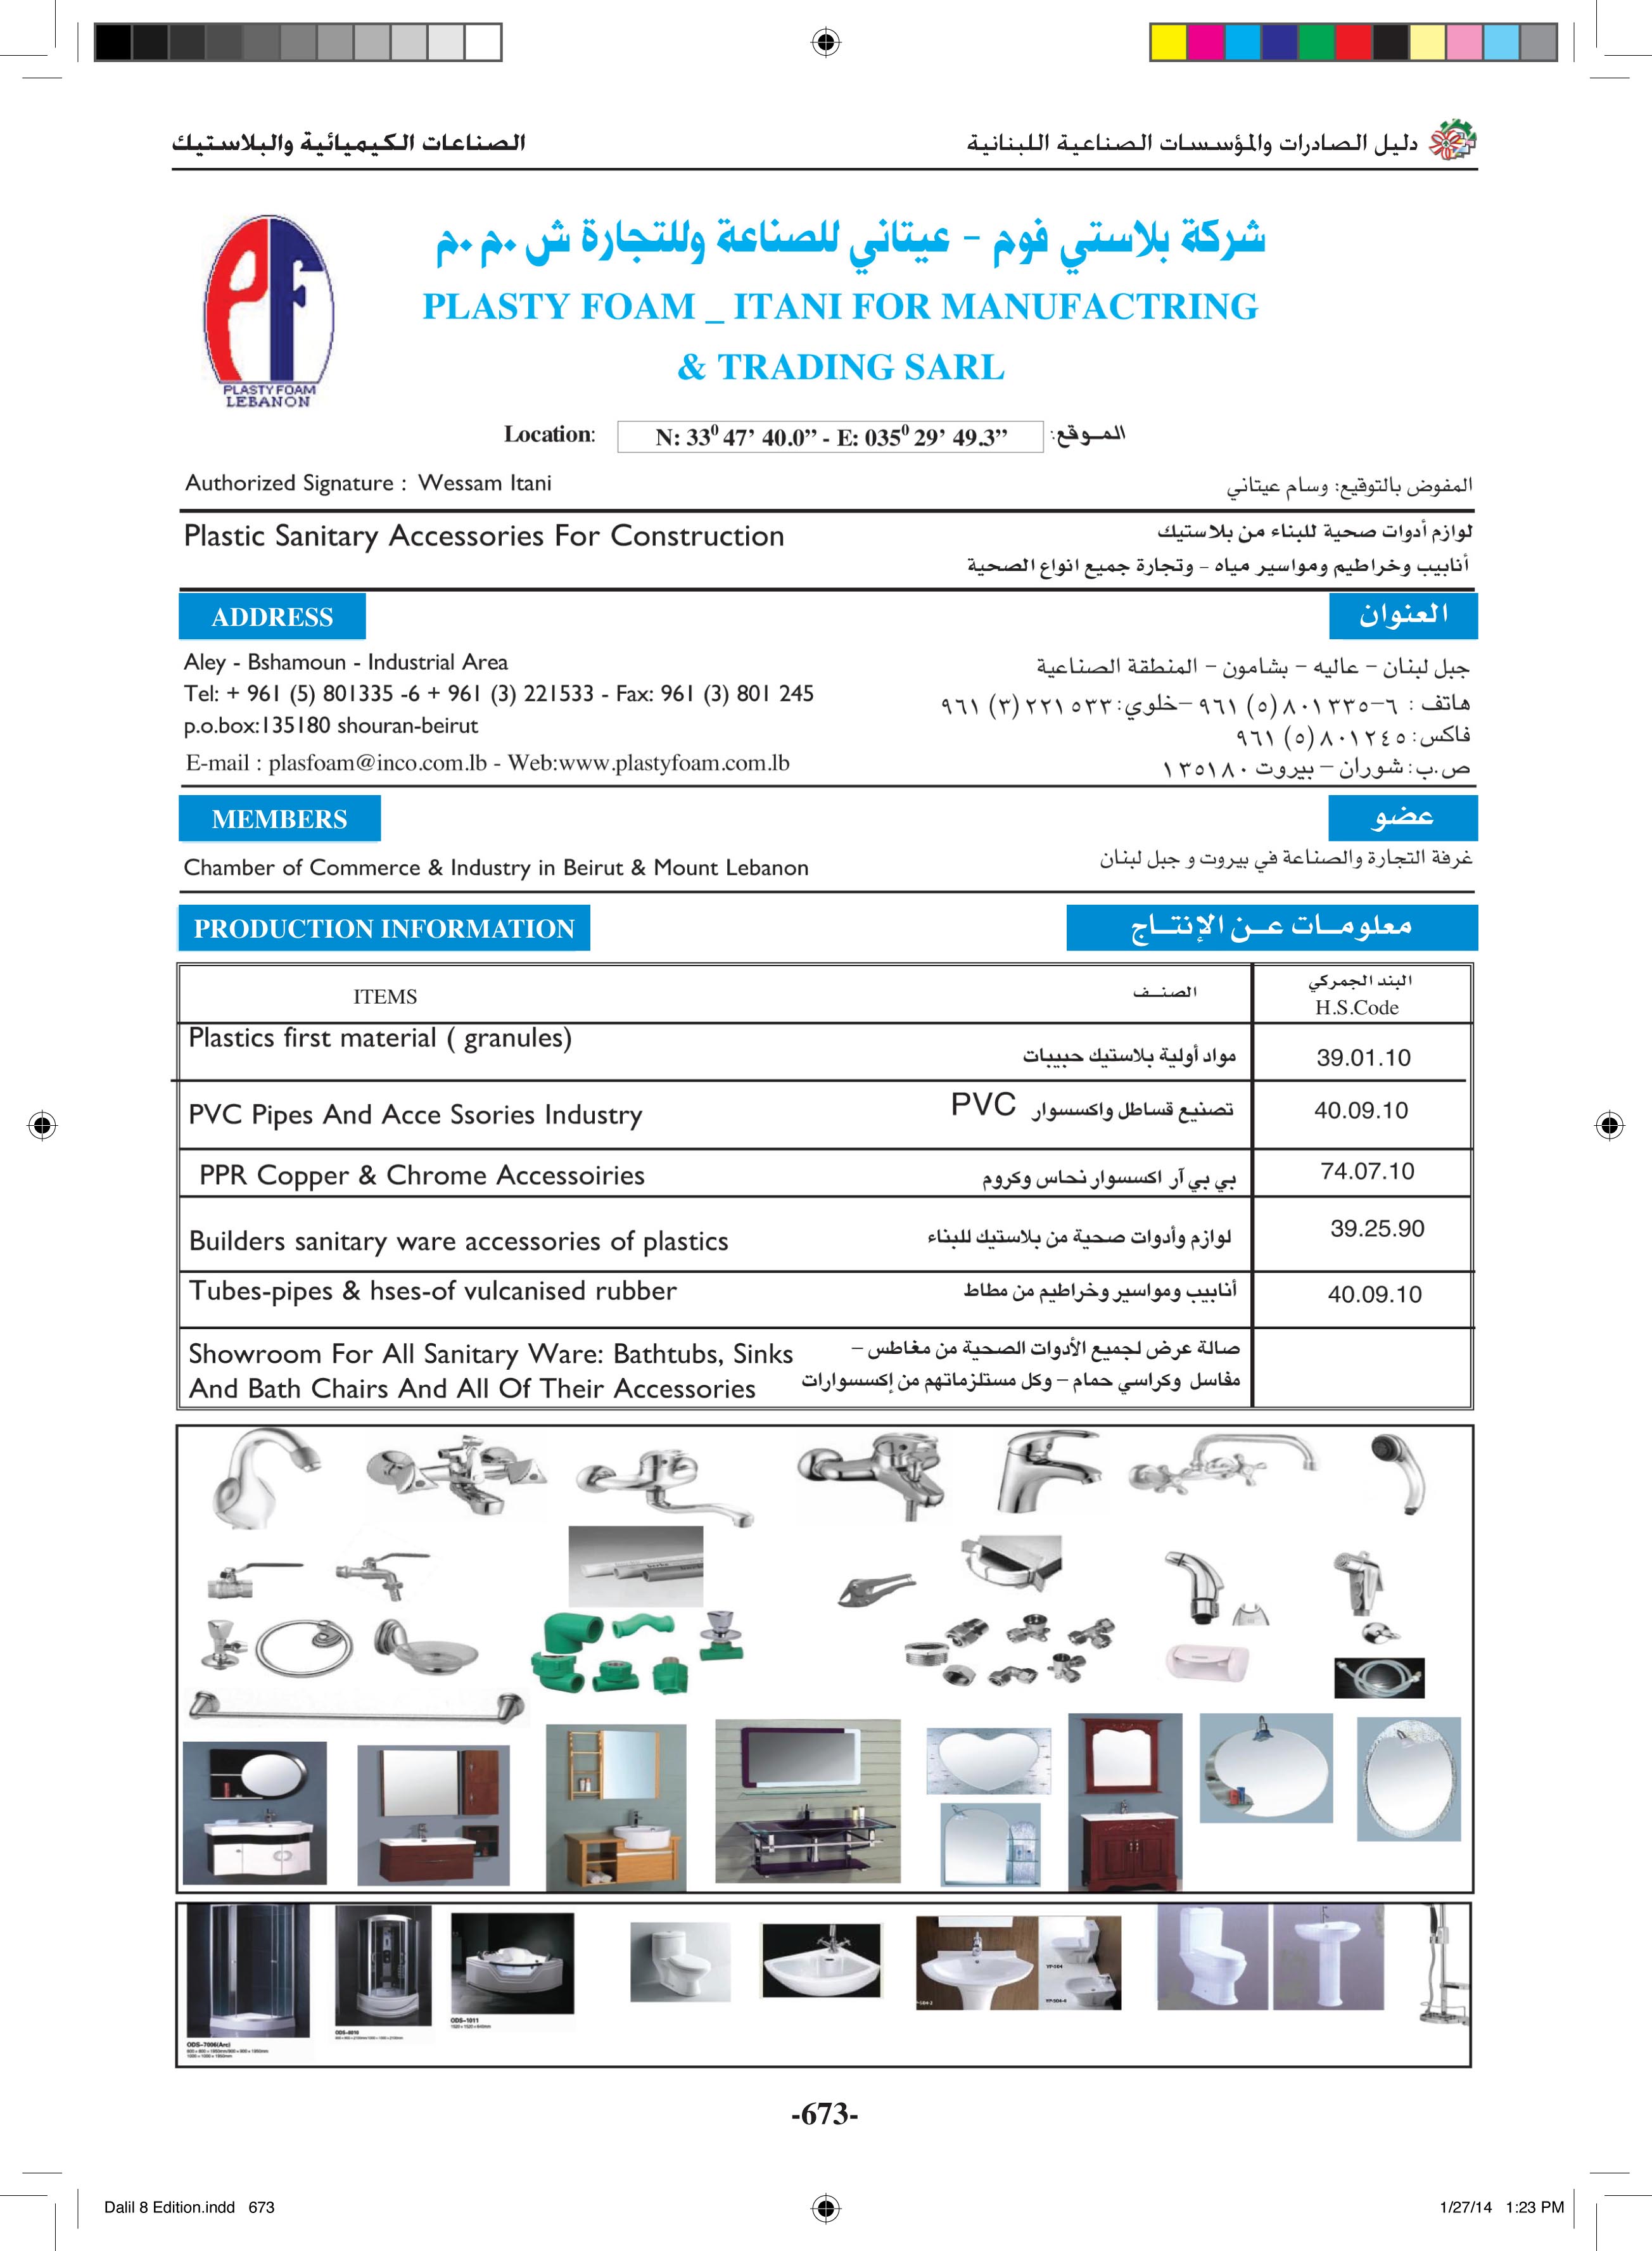 دليل الصادرات والمؤسسات الصناعية اللبنانية
الصناعات الكيميائية والبلاستيك
شركة بلاستي فوم - عيتاني للصناعة وللتجارة ش .م .م
PLASTY FOAM _ ITANI FOR MANUFACTRING
& TRADING SARL
PLASTY FOAM
LEBANON
Location: N: 33⁰ 47’ 40.0” - E: 035⁰ 29’ 49.3” الموقع:
Authorized Signature : Wessam Itani
المفوض بالتوقيع: وسام عيتاني
Plastic Sanitary Accessories For Construction
لوازم أدوات صحية للبناء من بلاستيك
أنابيب وخراطيم ومواسير مياه - وتجارة جميع انواع الصحية
ADDRESS
العنوان
Aley - Bshamoun - Industrial Area
Tel: + 961 (5) 801335 -6 + 961 (3) 221533 - Fax: 961 (3) 801 245
p.o.box:135180 shouran-beirut
E-mail : plasfoam@inco.com.lb - Web:www.plastyfoam.com.lb
جبل لبنان - عاليه - بشامون - المنطقة الصناعية
هاتف : ٦-٨٠١٣٣٥ (٥) ٩٦١ -خلوي: ٢٢١٥٣٣ (٣) ٩٦١
فاكس: ٨٠١٢٤٥ (٥) ٩٦١
ص.ب: شوران - بيروت ١٣٥١٨٠
MEMBERS
عضو
Chamber of Commerce & Industry in Beirut & Mount Lebanon
غرفة التجارة والصناعة في بيروت و جبل لبنان
PRODUCTION INFORMATION
معلومات عن الإنتاج
ITEMS
الصنف
البند الجمركي
H.S.Code
Plastics first material ( granules)
مواد أولية بلاستيك حبيبات
39.01.10
PVC Pipes And Acce Ssories Industry
تصنيع قساطل واكسسوار PVC
40.09.10
PPR Copper & Chrome Accessoiries
بي بي آر اكسسوار نحاس وكروم
74.07.10
Builders sanitary ware accessories of plastics
لوازم وأدوات صحية من بلاستيك للبناء
39.25.90
Tubes-pipes & hses-of vulcanised rubber
أنابيب ومواسير وخراطيم من مطاط
40.09.10
Showroom For All Sanitary Ware: Bathtubs, Sinks
And Bath Chairs And All Of Their Accessories
صالة عرض لجميع الأدوات الصحية من مغاطس -
مفاسل وكراسي حمام - وكل مستلزماتهم من إكسسوارات
ODS-7006(Arc)
ODS-8010
ODS-1011
YP-504
YP-504-4
-673-
Dalil 8 Edition.indd 673
1/27/14 1:23 PM